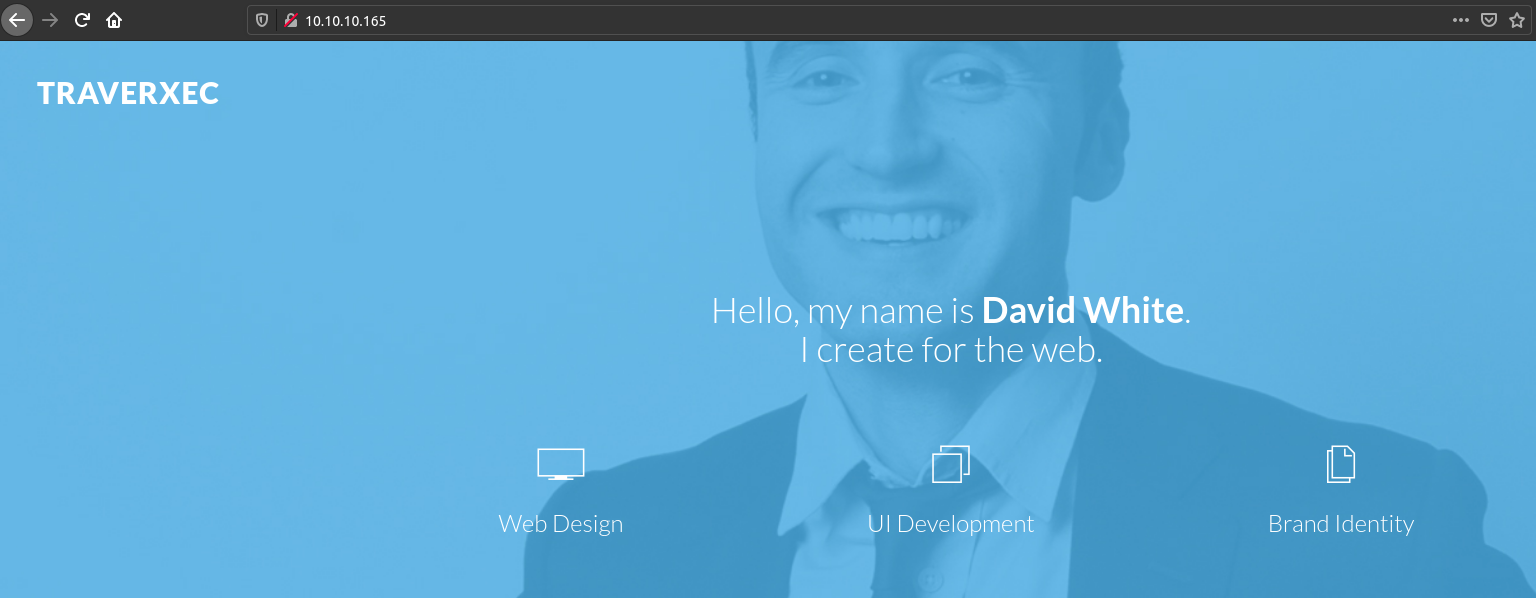 10.10.10.165
TRAVERXEC
Hello, my name is David White.
I create for the web.
Web Design
UI Development
Brand Identity